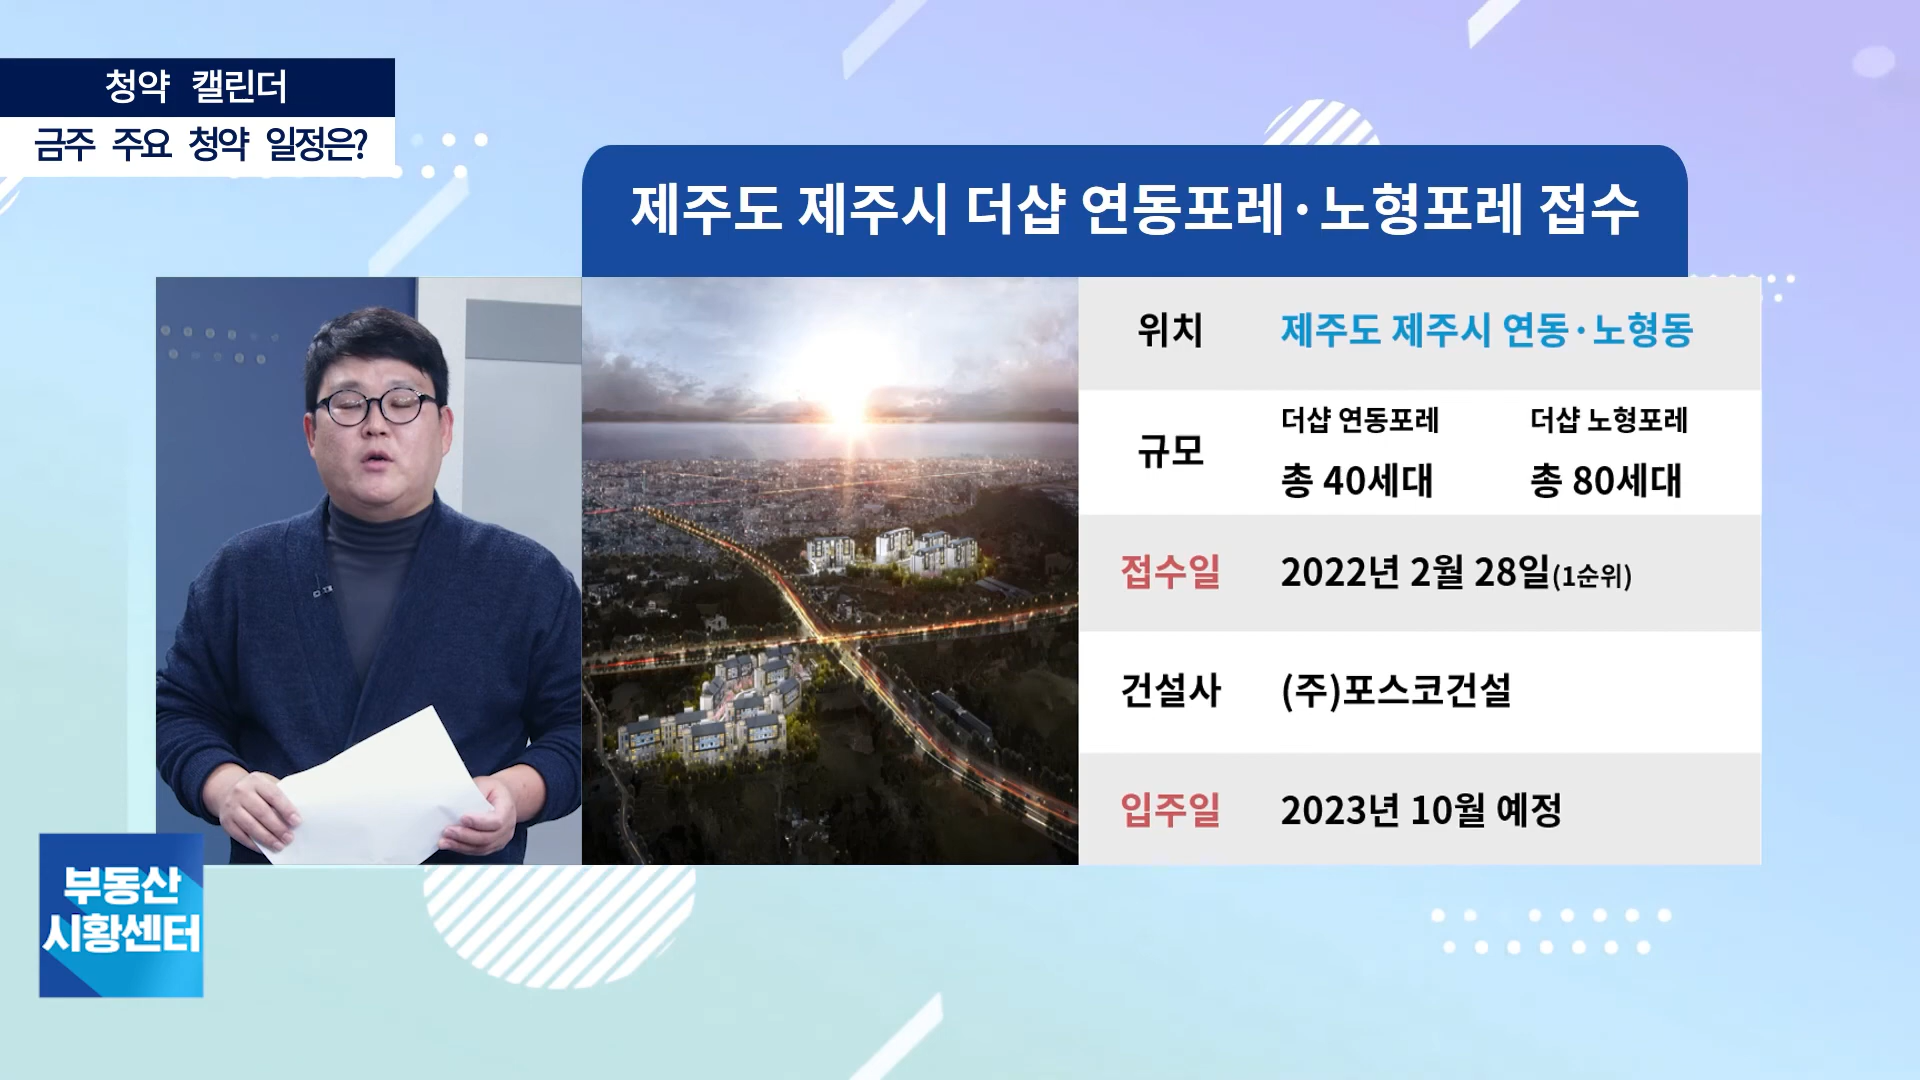 청약 캘린더
금주 주요 청약 일정은?
제주도 제주시 더샵 연동포레·노형포레 접수
위치 제주도 제주시 연동·노형동
규모 더샵 연동포레 더샵 노형포레
총 40세대 총 80세대
접수일 2022년 2월 28일(1순위)
건설사 (주)포스코건설
입주일 2023년 10월 예정
부동산
시황센터